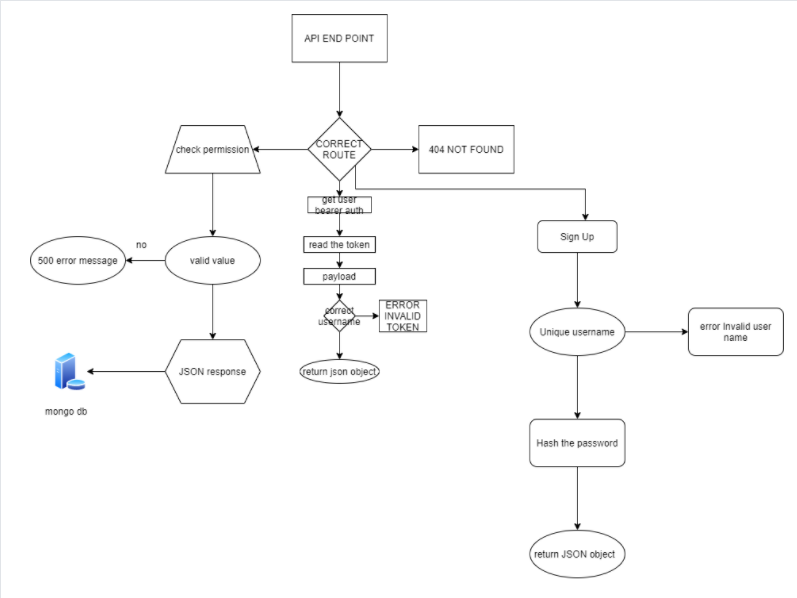 API END POINT
CORRECT
ROUTE
check permission
404 NOT FOUND
get user
bearer auth
Sign Up
no
500 error message
valid value
read the token
payload
correct
username
ERROR
INVALID
TOKEN
Unique username
error Invalid user
name
JSON response
return json object
mongo db
Hash the password
return JSON object